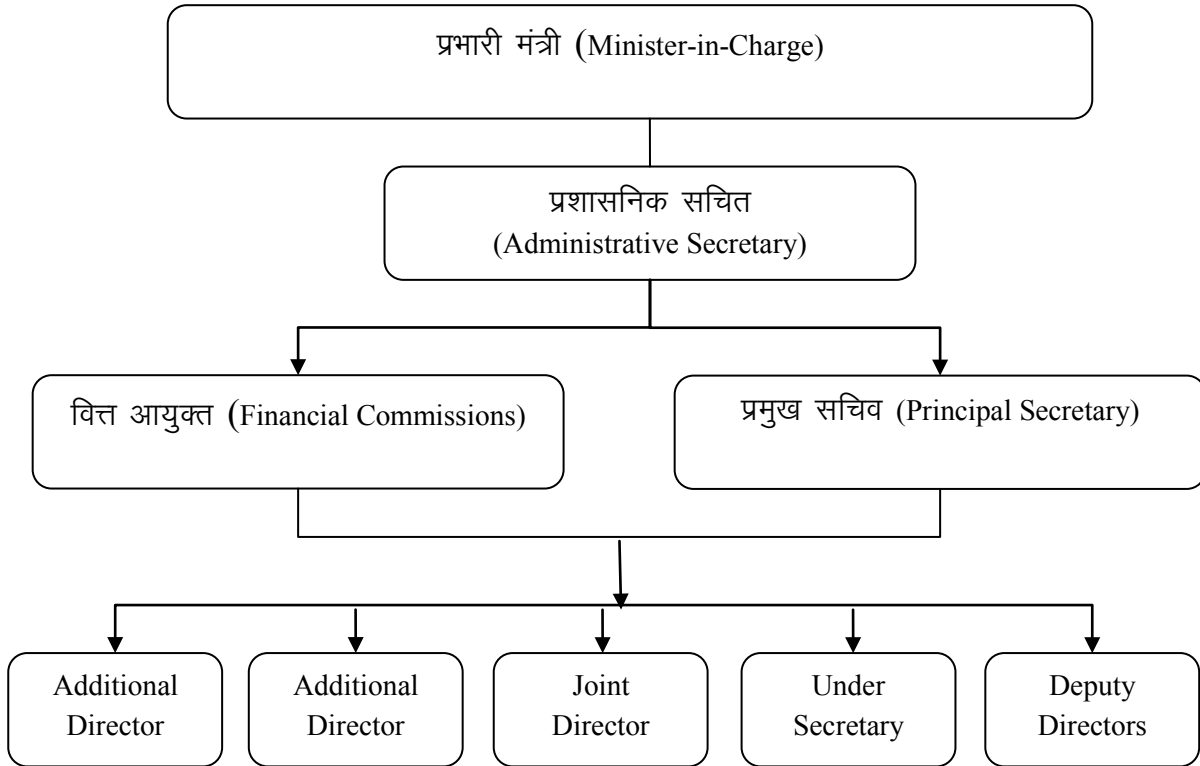 प्रभारी मंत्री (Minister-in-Charge)
प्रशासनिक सचित
(Administrative Secretary)
वित्त आयुक्त (Financial Commissions)
प्रमुख सचिव (Principal Secretary)
Additional
Director
Additional
Director
Joint
Director
Under
Secretary
Deputy
Directors